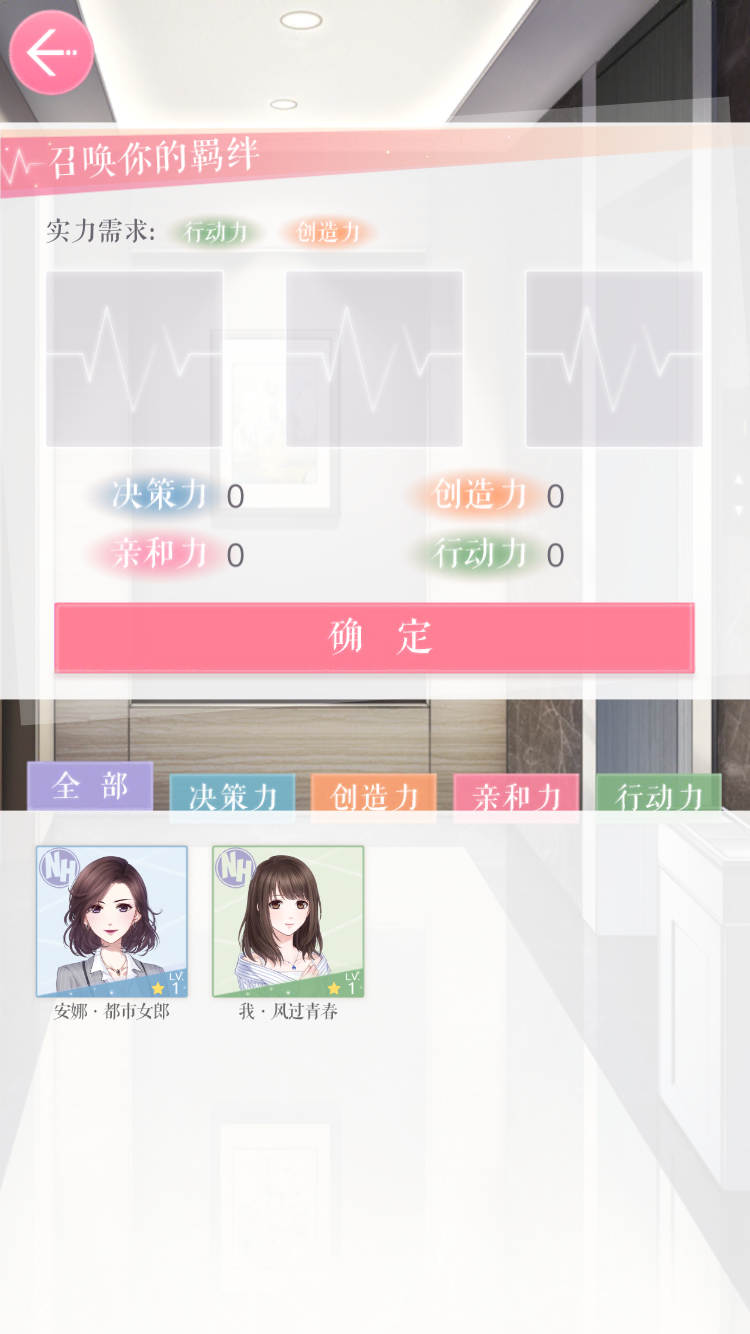 召唤你的羁绊
实力需求: 行动力 创造力
决策力 0 创造力 0
亲和力 0 行动力 0
确 定
全 部 决策力 创造力 亲和力 行动力
NH NH
LV. 1 LV. 1
安娜·都市女郎 我·风过青春